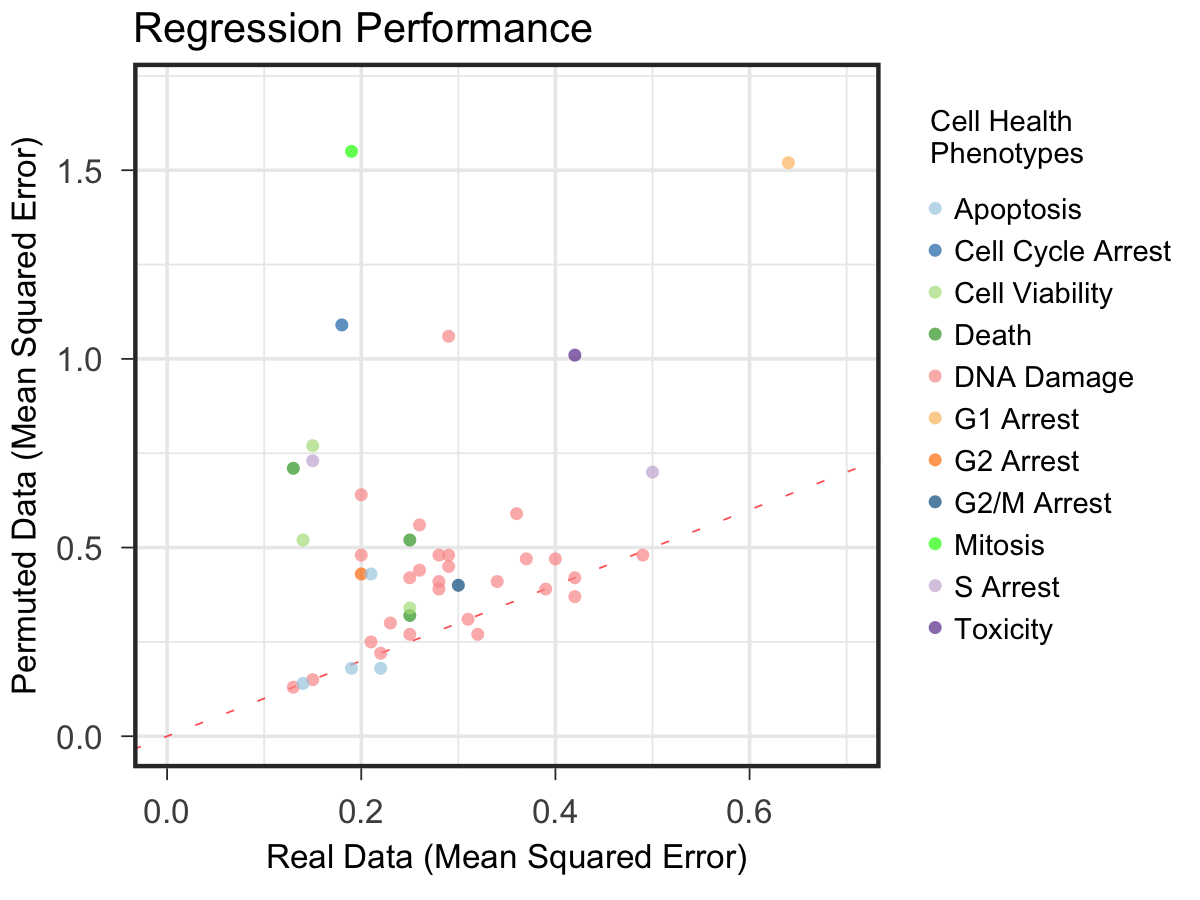 Regression Performance
Permuted Data (Mean Squared Error)
1.5
1.0
0.5
0.0
0.0 0.2 0.4 0.6
Real Data (Mean Squared Error)
Cell Health
Phenotypes
Apoptosis
Cell Cycle Arrest
Cell Viability
Death
DNA Damage
G1 Arrest
G2 Arrest
G2/M Arrest
Mitosis
S Arrest
Toxicity